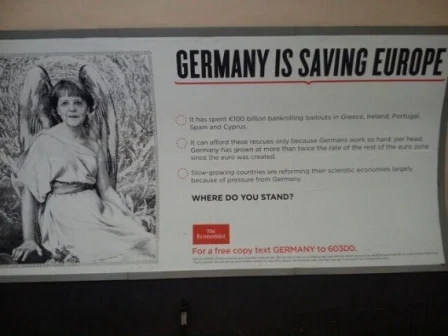 GERMANY IS SAVING EUROPE
It has spent €100 billion bankrolling bailouts in Greece, Ireland, Portugal,
Spain and Cyprus.
It can afford these rescues only because Germans work so hard: per head,
Germany has grown at more than twice the rate of the rest of the euro zone
since the euro was created.
Slow-growing countries are reforming their sclerotic economies largely
because of pressure from Germany.
WHERE DO YOU STAND?
The
Economist
For a free copy text GERMANY to 60300.